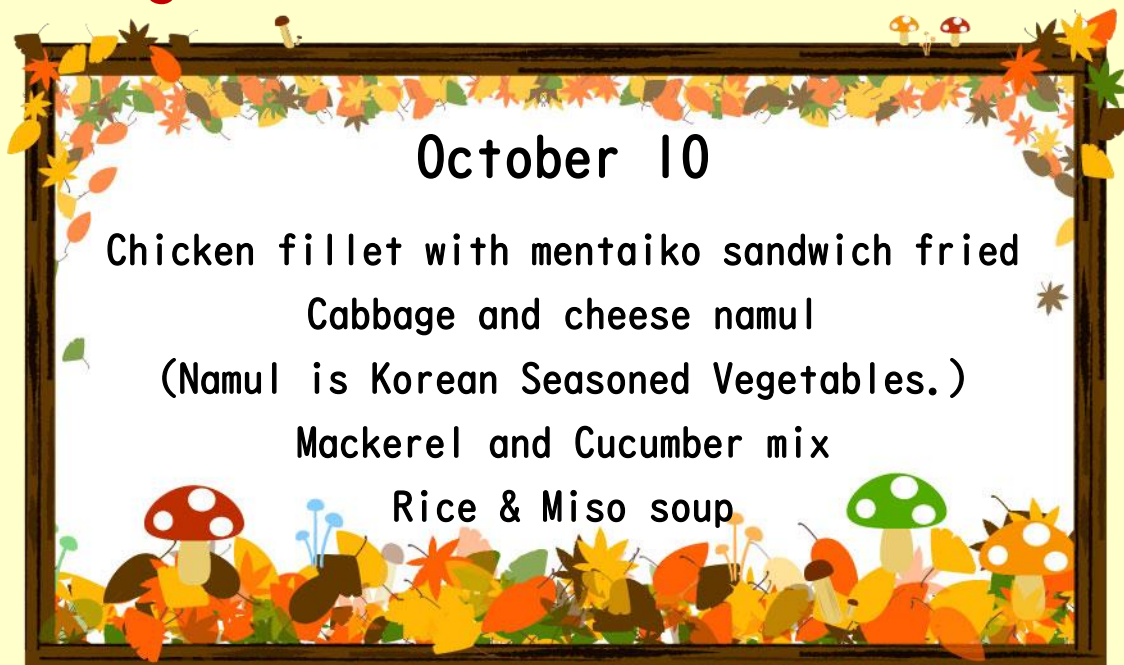 October 10
Chicken fillet with mentaiko sandwich fried
Cabbage and cheese namul
(Namul is Korean Seasoned Vegetables.)
Mackerel and Cucumber mix
Rice & Miso soup